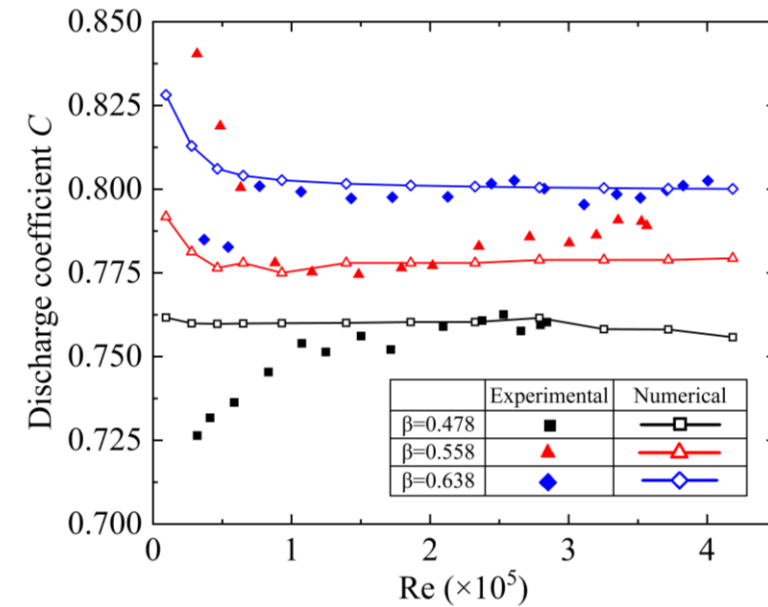 0.850
0.825
0.800
0.775
0.750
0.725
0.700
Discharge coefficient C
0 1 2 3 4
Re (×10⁵)
Experimental Numerical
β=0.478
β=0.558
β=0.638